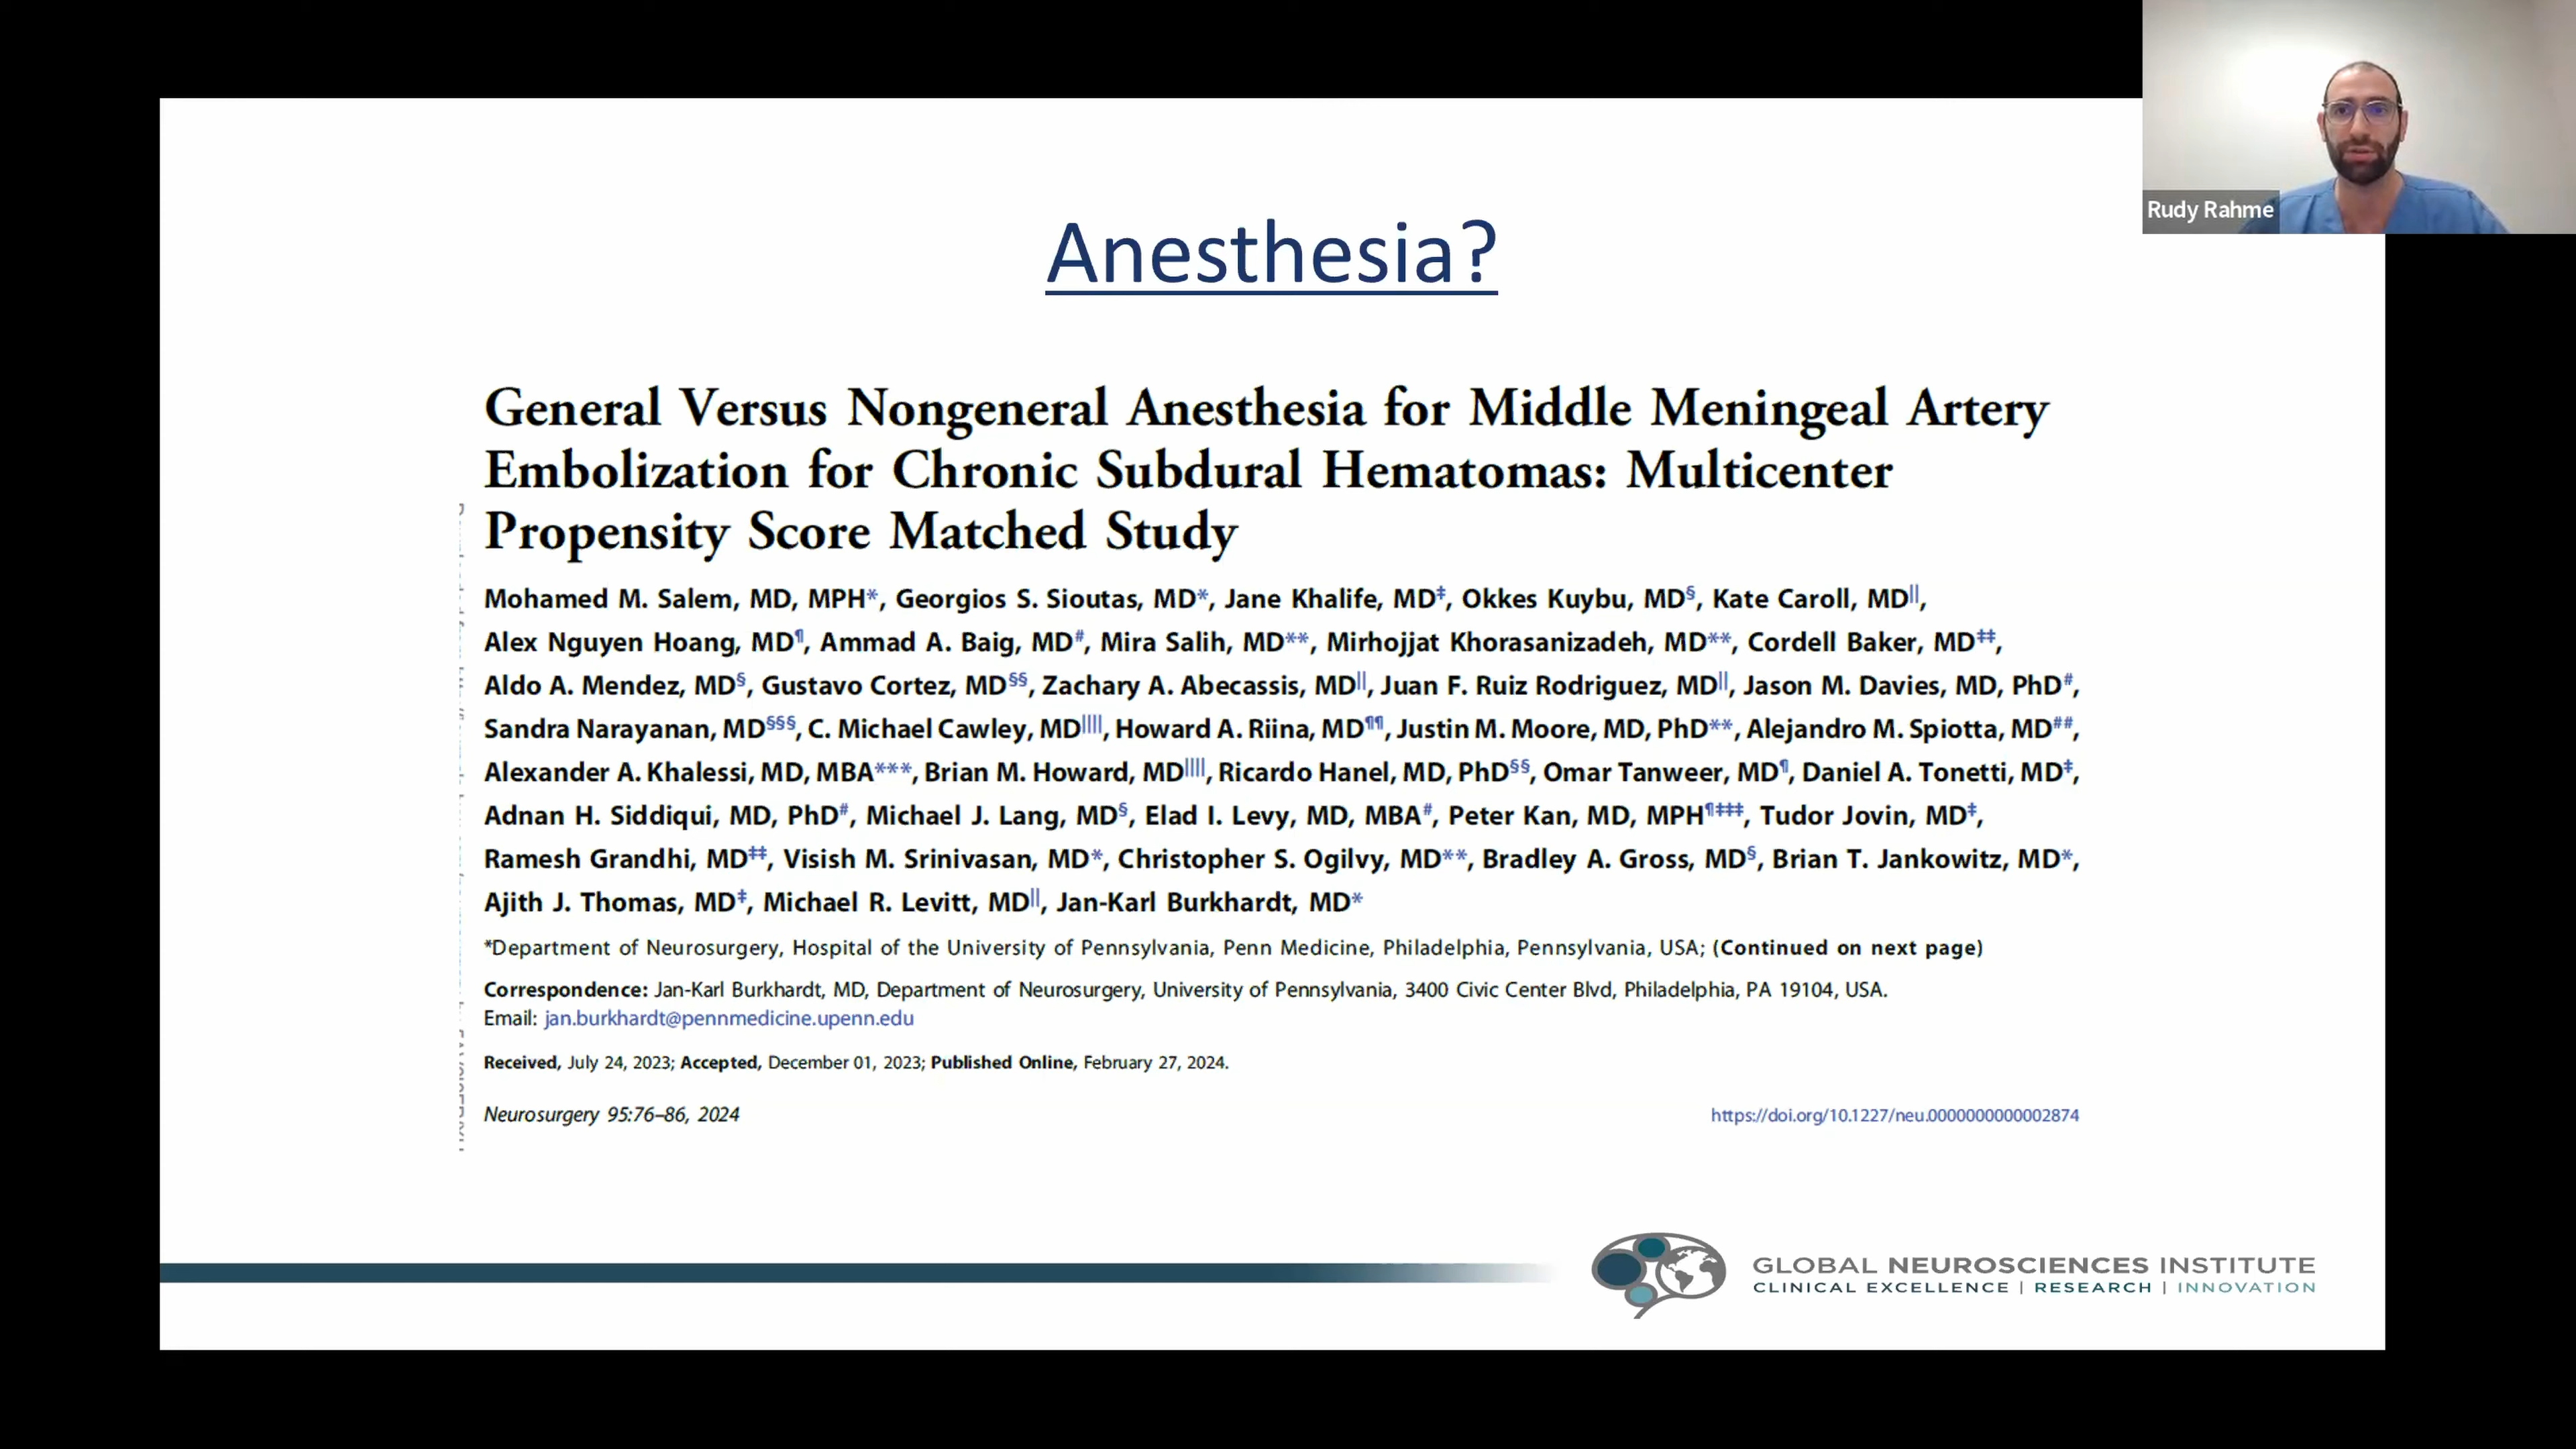 Rudy Rahme
Anesthesia?
General Versus Nongeneral Anesthesia for Middle Meningeal Artery
Embolization for Chronic Subdural Hematomas: Multicenter
Propensity Score Matched Study
Mohamed M. Salem, MD, MPH*, Georgios S. Sioutas, MD*, Jane Khalife, MD‡, Okkes Kuybu, MD§, Kate Caroll, MD||,
Alex Nguyen Hoang, MD¶, Ammad A. Baig, MD#, Mira Salih, MD**, Mirhojjat Khorasanizadeh, MD**, Cordell Baker, MD‡‡,
Aldo A. Mendez, MD§, Gustavo Cortez, MD§§, Zachary A. Abecassis, MD||, Juan F. Ruiz Rodriguez, MD||, Jason M. Davies, MD, PhD#,
Sandra Narayanan, MD§§§, C. Michael Cawley, MD||||, Howard A. Riina, MD¶¶, Justin M. Moore, MD, PhD**, Alejandro M. Spiotta, MD##,
Alexander A. Khalessi, MD, MBA***, Brian M. Howard, MD||||, Ricardo Hanel, MD, PhD§§, Omar Tanweer, MD¶, Daniel A. Tonetti, MD‡,
Adnan H. Siddiqui, MD, PhD#, Michael J. Lang, MD§, Elad I. Levy, MD, MBA#, Peter Kan, MD, MPH¶‡‡‡, Tudor Jovin, MD‡,
Ramesh Grandhi, MD‡‡, Visish M. Srinivasan, MD*, Christopher S. Ogilvy, MD**, Bradley A. Gross, MD§, Brian T. Jankowitz, MD*,
Ajith J. Thomas, MD‡, Michael R. Levitt, MD||, Jan-Karl Burkhardt, MD*
*Department of Neurosurgery, Hospital of the University of Pennsylvania, Penn Medicine, Philadelphia, Pennsylvania, USA; (Continued on next page)
Correspondence: Jan-Karl Burkhardt, MD, Department of Neurosurgery, University of Pennsylvania, 3400 Civic Center Blvd, Philadelphia, PA 19104, USA.
Email: jan.burkhardt@pennmedicine.upenn.edu
Received, July 24, 2023; Accepted, December 01, 2023; Published Online, February 27, 2024.
Neurosurgery 95:76–86, 2024
https://doi.org/10.1227/neu.0000000000002874
GLOBAL NEUROSCIENCES INSTITUTE
CLINICAL EXCELLENCE | RESEARCH | INNOVATION